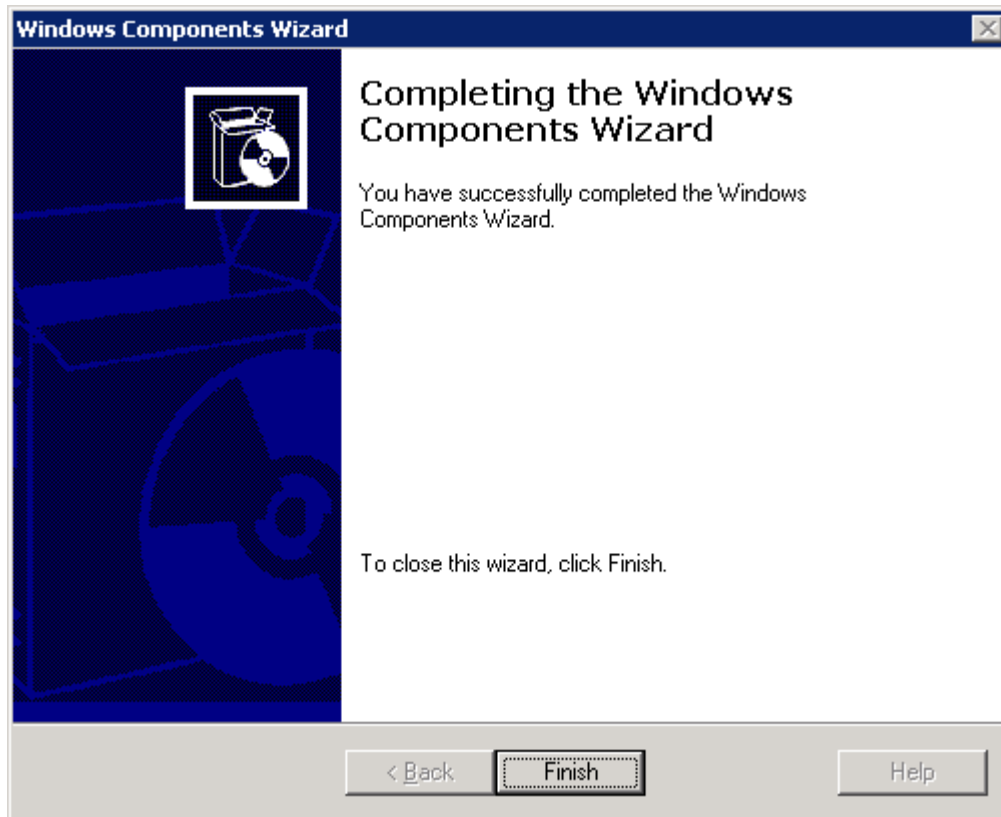 Windows Components Wizard
Completing the Windows
Components Wizard
You have successfully completed the Windows
Components Wizard.
To close this wizard, click Finish.
< Back
Finish
Help